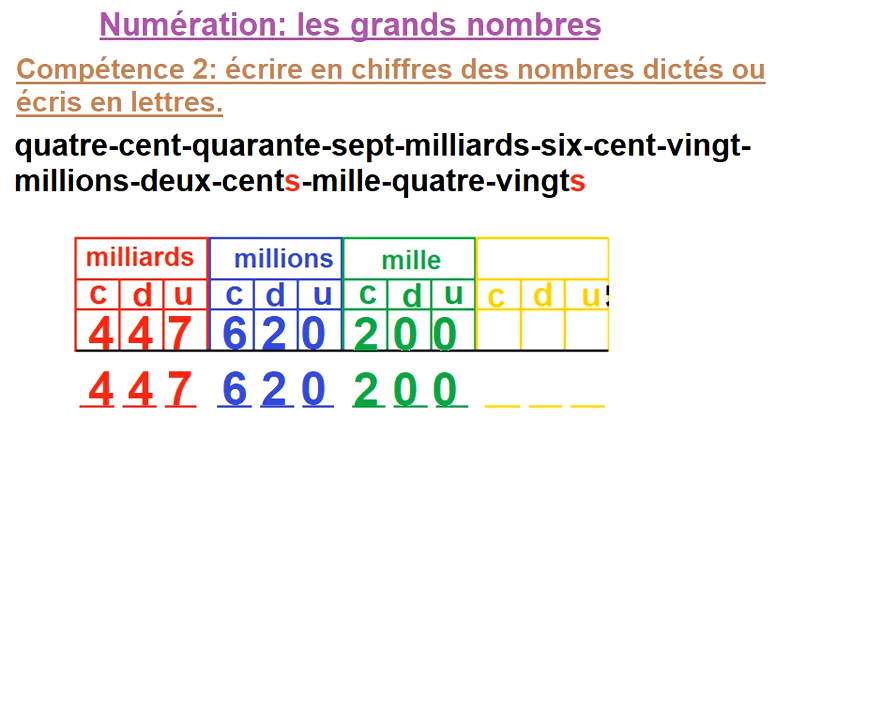 Numération: les grands nombres
Compétence 2: écrire en chiffres des nombres dictés ou
écris en lettres.
quatre-cent-quarante-sept-milliards-six-cent-vingt-
millions-deux-cents-mille-quatre-vingts
milliards millions mille
c d u c d u c d u c d u
4 4 7 6 2 0 2 0 0
4 4 7 6 2 0 2 0 0